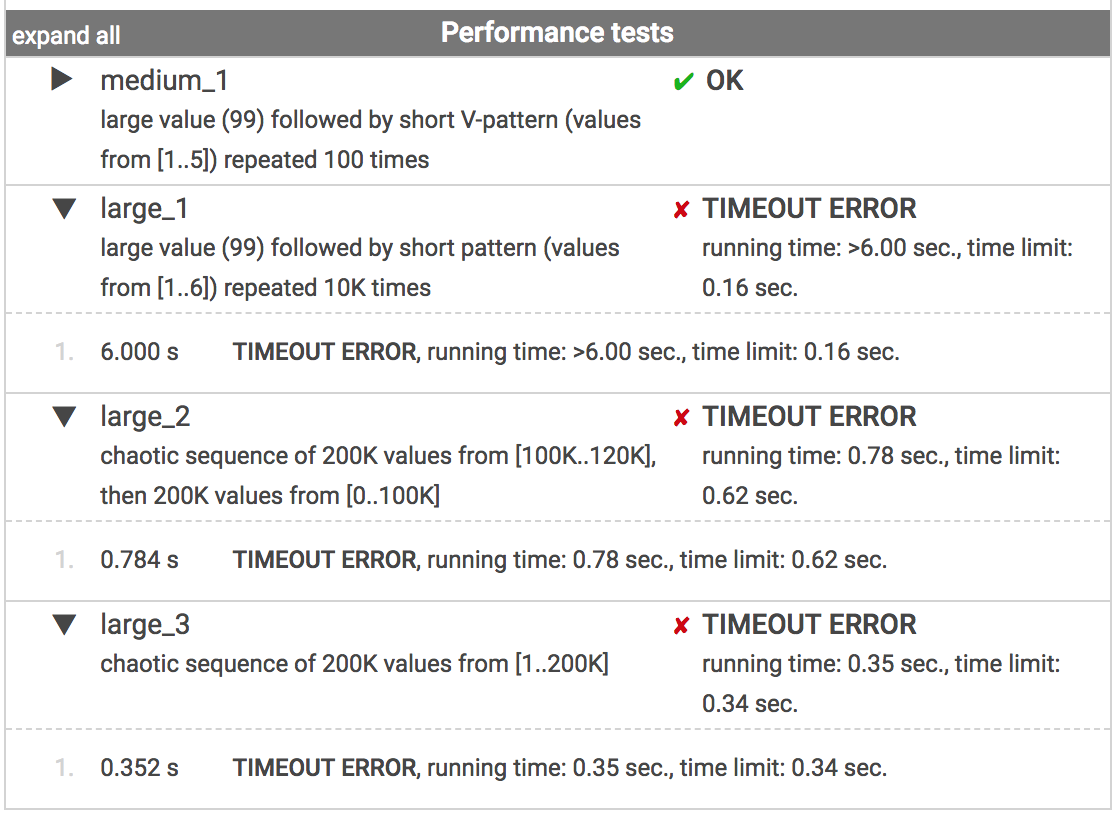 expand all Performance tests
medium_1 ✔ OK
large value (99) followed by short V-pattern (values
from [1..5]) repeated 100 times
large_1 ✘ TIMEOUT ERROR
large value (99) followed by short pattern (values running time: >6.00 sec., time limit:
from [1..6]) repeated 10K times 0.16 sec.
1. 6.000 s TIMEOUT ERROR, running time: >6.00 sec., time limit: 0.16 sec.
large_2 ✘ TIMEOUT ERROR
chaotic sequence of 200K values from [100K..120K], running time: 0.78 sec., time limit:
then 200K values from [0..100K] 0.62 sec.
1. 0.784 s TIMEOUT ERROR, running time: 0.78 sec., time limit: 0.62 sec.
large_3 ✘ TIMEOUT ERROR
chaotic sequence of 200K values from [1..200K] running time: 0.35 sec., time limit:
0.34 sec.
1. 0.352 s TIMEOUT ERROR, running time: 0.35 sec., time limit: 0.34 sec.